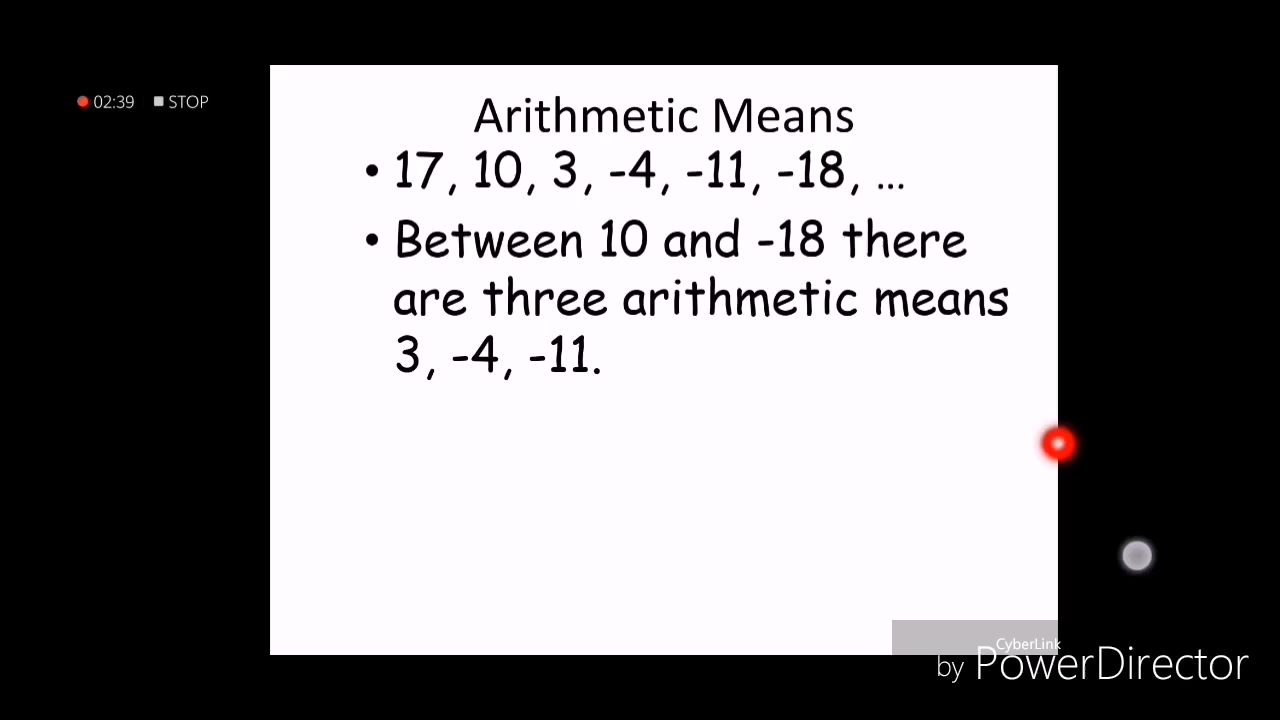 02:39 STOP
Arithmetic Means
• 17, 10, 3, -4, -11, -18, ...
• Between 10 and -18 there
are three arithmetic means
3, -4, -11.
CyberLink
by PowerDirector